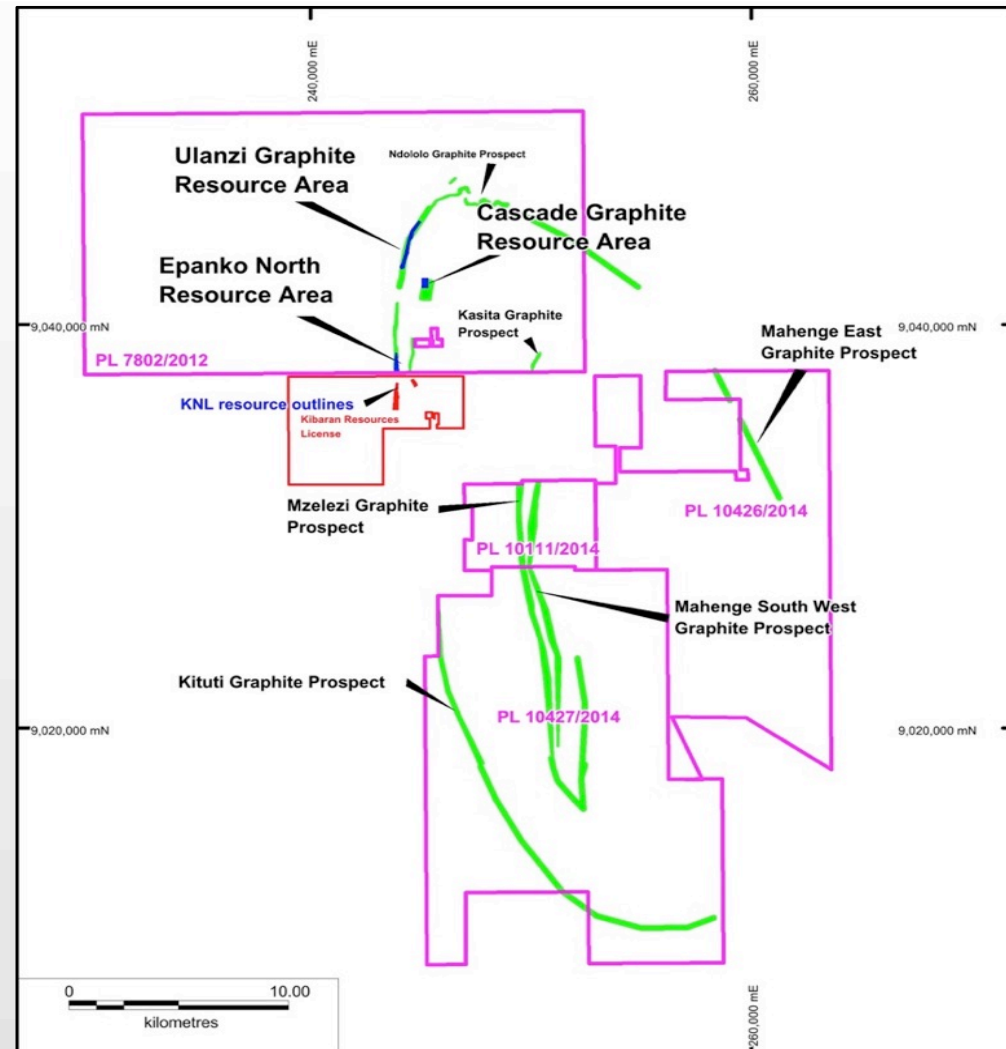 240,000 mE
260,000 mE
Ulanzi Graphite
Resource Area
Ndololo Graphite Prospect
Cascade Graphite
Resource Area
Epanko North
Resource Area
Kasita Graphite
Prospect
9,040,000 mN
9,040,000 mN
Mahenge East
Graphite Prospect
PL 7802/2012
KNL resource outlines
Kibaran Resources
License
Mzelezi Graphite
Prospect
PL 10426/2014
PL 10111/2014
Mahenge South West
Graphite Prospect
Kituti Graphite Prospect
PL 10427/2014
9,020,000 mN
9,020,000 mN
0 10.00
kilometres
260,000 mE